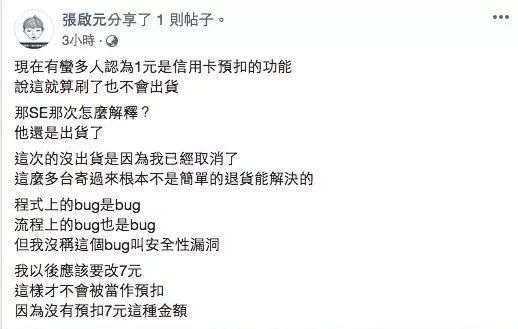 張啟元分享了 1 則帖子。
3小時 ·
現在有蠻多人認為1元是信用卡預扣的功能
說這就算刷了也不會出貨
那SE那次怎麼解釋？
他還是出貨了
這次的沒出貨是因為我已經取消了
這麼多台寄過來根本不是簡單的退貨能解決的
程式上的bug是bug
流程上的bug也是bug
但我沒稱這個bug叫安全性漏洞
我以後應該要改7元
這樣才不會被當作預扣
因為沒有預扣7元這種金額